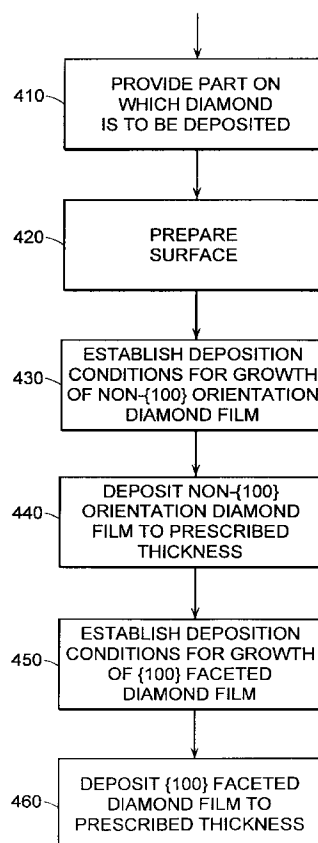 410
PROVIDE PART ON
WHICH DIAMOND
IS TO BE DEPOSITED
420
PREPARE
SURFACE
430
ESTABLISH DEPOSITION
CONDITIONS FOR GROWTH
OF NON-{100} ORIENTATION
DIAMOND FILM
440
DEPOSIT NON-{100}
ORIENTATION DIAMOND
FILM TO PRESCRIBED
THICKNESS
450
ESTABLISH DEPOSITION
CONDITIONS FOR GROWTH
OF {100} FACETED
DIAMOND FILM
460
DEPOSIT {100} FACETED
DIAMOND FILM TO
PRESCRIBED THICKNESS